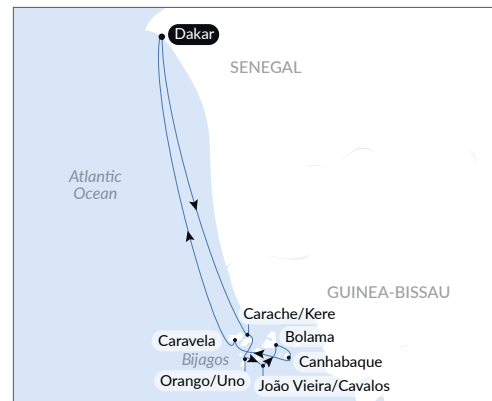 Dakar
SENEGAL
Atlantic
Ocean
GUINEA-BISSAU
Carache/Kere
Caravela
Bolama
Bijagos
Canhabaque
Orango/Uno
João Vieira/Cavalos